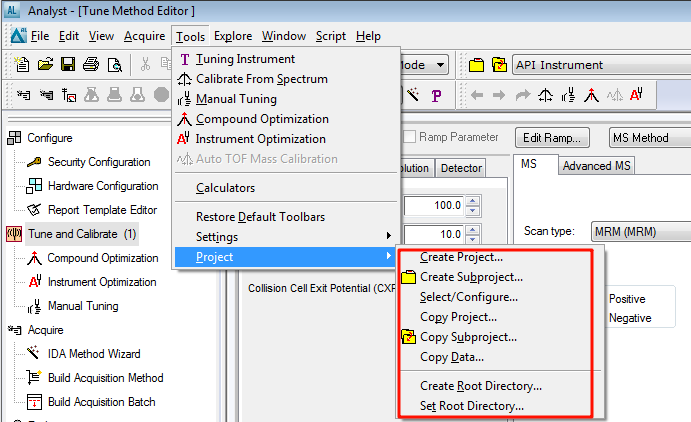 Analyst - [Tune Method Editor ]
File Edit View Acquire Tools Explore Window Script Help
Mode
API Instrument
Tuning Instrument
Calibrate From Spectrum
Manual Tuning
Compound Optimization
Instrument Optimization
Auto TOF Mass Calibration
Calculators
Restore Default Toolbars
Settings
Project
Create Project...
Create Subproject...
Select/Configure...
Copy Project...
Copy Subproject...
Copy Data...
Create Root Directory...
Set Root Directory...
Configure
Security Configuration
Hardware Configuration
Report Template Editor
Tune and Calibrate (1)
Compound Optimization
Instrument Optimization
Manual Tuning
Acquire
IDA Method Wizard
Build Acquisition Method
Build Acquisition Batch
Ramp Parameter
Edit Ramp...
MS Method
Detector
MS
Advanced MS
100.0
10.0
Scan type:
MRM (MRM)
Collision Cell Exit Potential (CXP
Positive
Negative